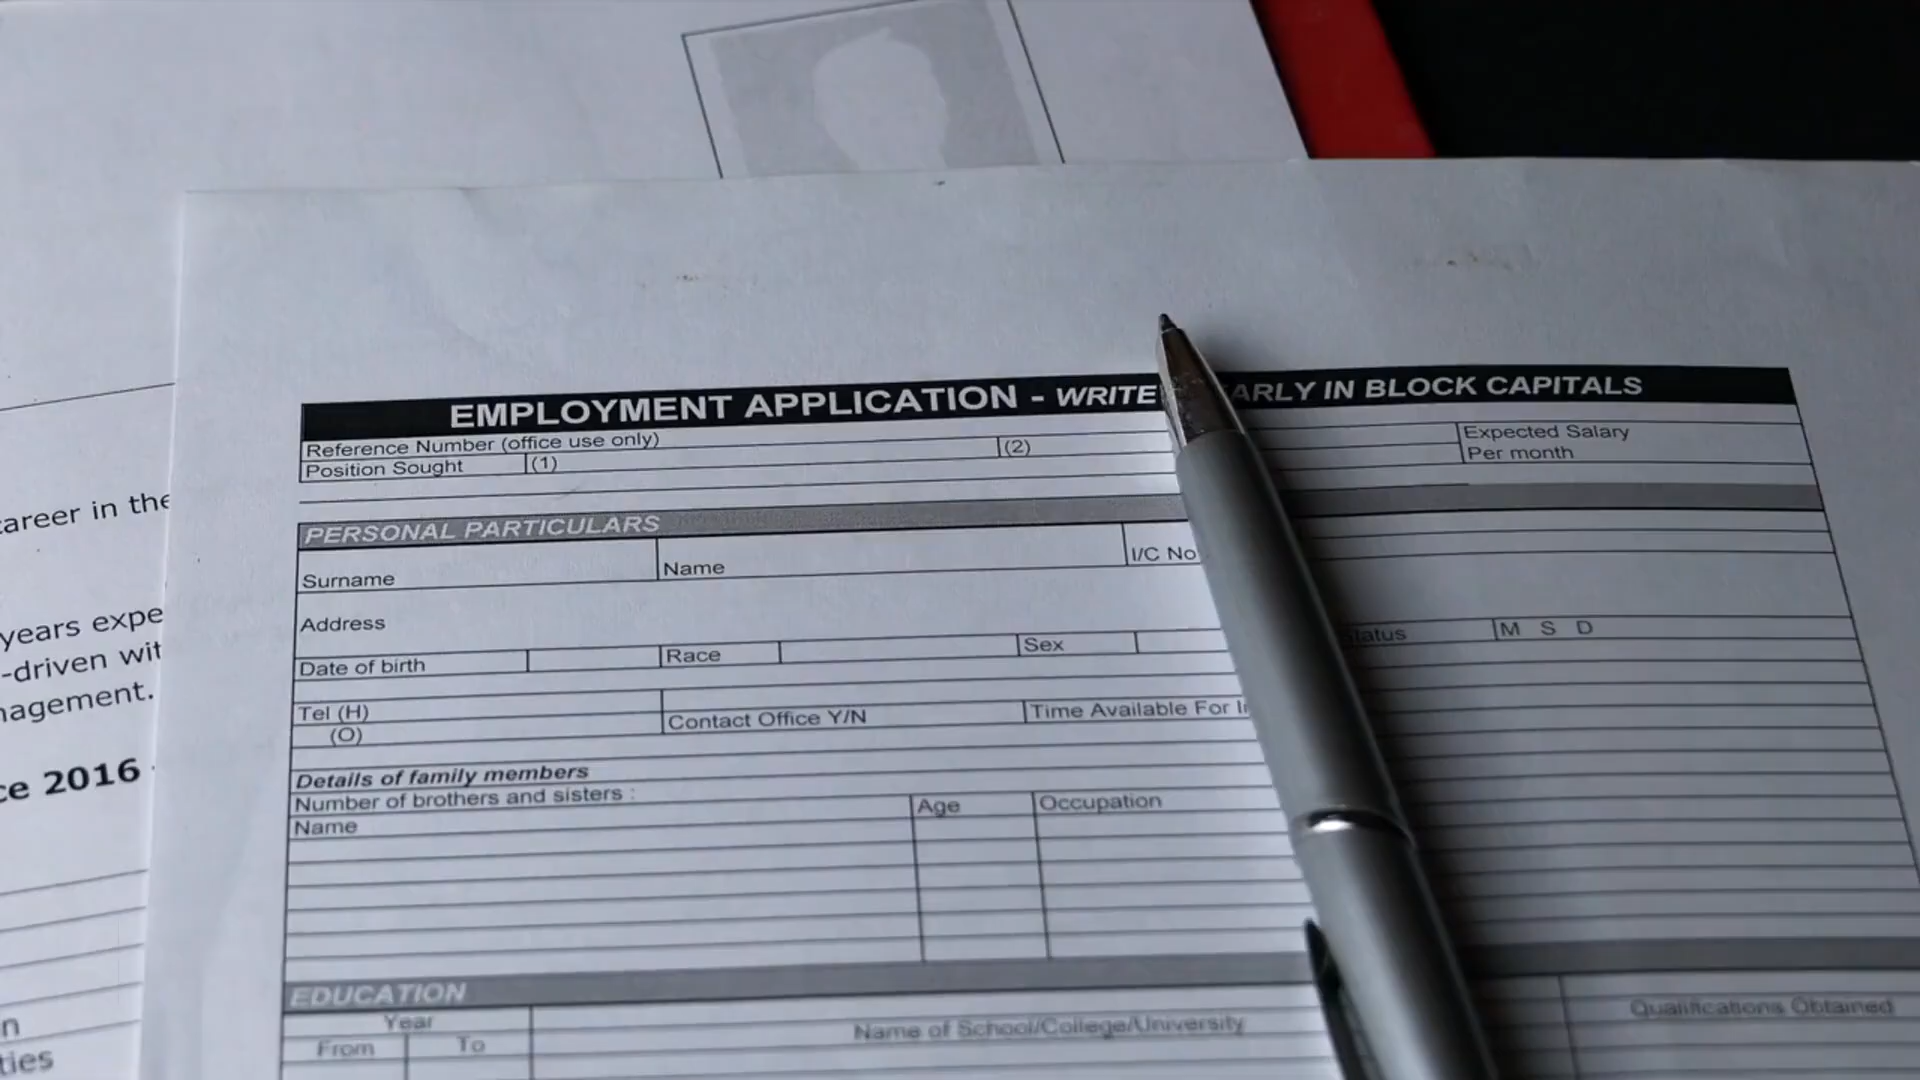 EMPLOYMENT APPLICATION - WRITE ARLY IN BLOCK CAPITALS
Reference Number (office use only)
Position Sought (1) (2)
Expected Salary
Per month
PERSONAL PARTICULARS
Surname Name I/C No
Address
Date of birth Race Sex Status M S D
Tel (H)
(O)
Contact Office Y/N Time Available For
Details of family members
Number of brothers and sisters :
Name Age Occupation
EDUCATION
Year Name of School/College/University Qualifications Obtained
From To
career in the
years expe
-driven wit
nagement.
ce 2016
n
ties